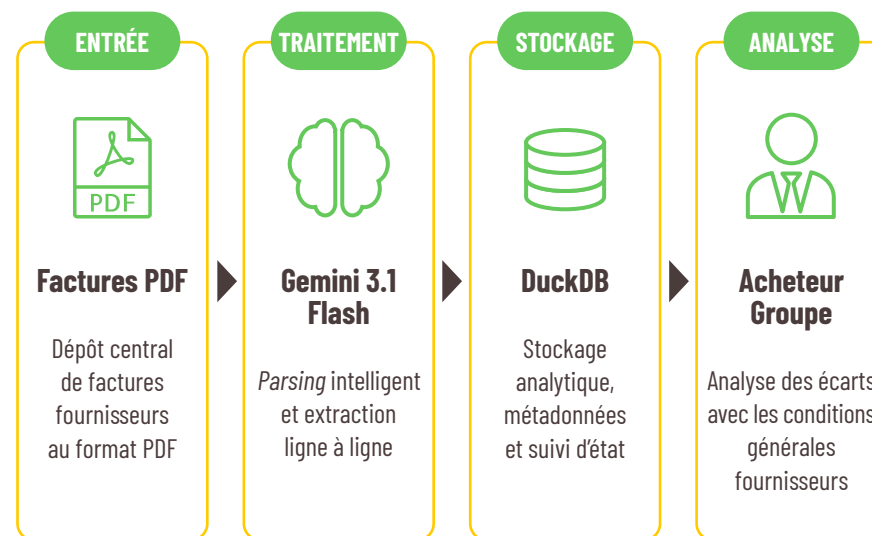 ENTRÉE
PDF
Factures PDF
Dépôt central
de factures
fournisseurs
au format PDF
TRAITEMENT
Gemini 3.1
Flash
Parsing intelligent
et extraction
ligne à ligne
STOCKAGE
DuckDB
Stockage
analytique,
métadonnées
et suivi d’état
ANALYSE
Acheteur
Groupe
Analyse des écarts
avec les conditions
générales
fournisseurs